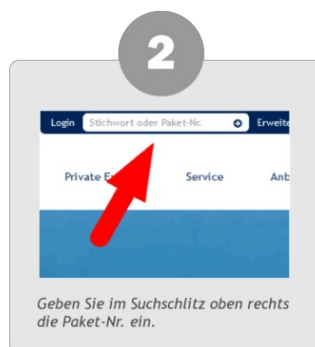 2
Login Stichwort oder Paket-Nr. Erweite
Private E Service Anb
Geben Sie im Suchschlitz oben rechts
die Paket-Nr. ein.